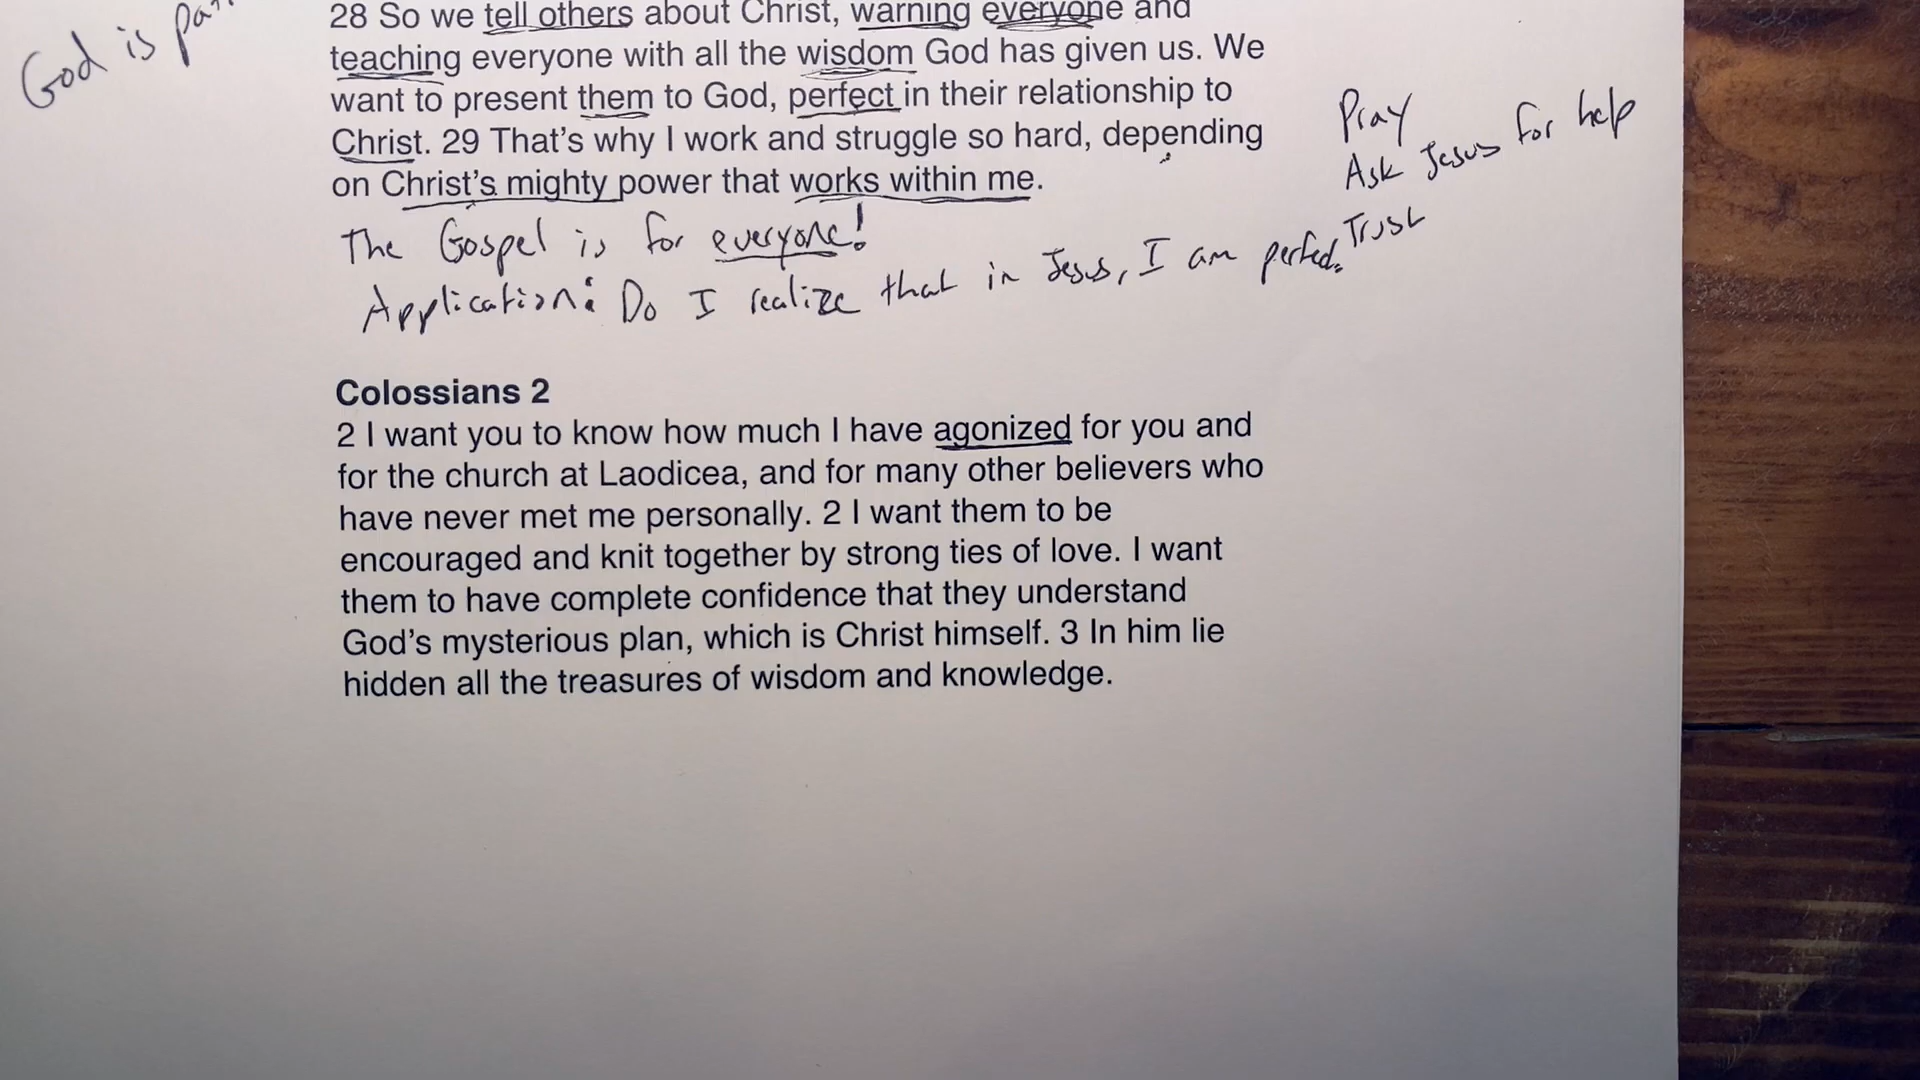 God is
28 So we tell others about Christ, warning everyone and
teaching everyone with all the wisdom God has given us. We
want to present them to God, perfect in their relationship to
Christ. 29 That’s why I work and struggle so hard, depending
on Christ’s mighty power that works within me.
Pray
Ask Jesus for help
Trust
The Gospel is for everyone!
Application: Do I realize that in Jesus, I am perfect.
Colossians 2
2 I want you to know how much I have agonized for you and
for the church at Laodicea, and for many other believers who
have never met me personally. 2 I want them to be
encouraged and knit together by strong ties of love. I want
them to have complete confidence that they understand
God’s mysterious plan, which is Christ himself. 3 In him lie
hidden all the treasures of wisdom and knowledge.